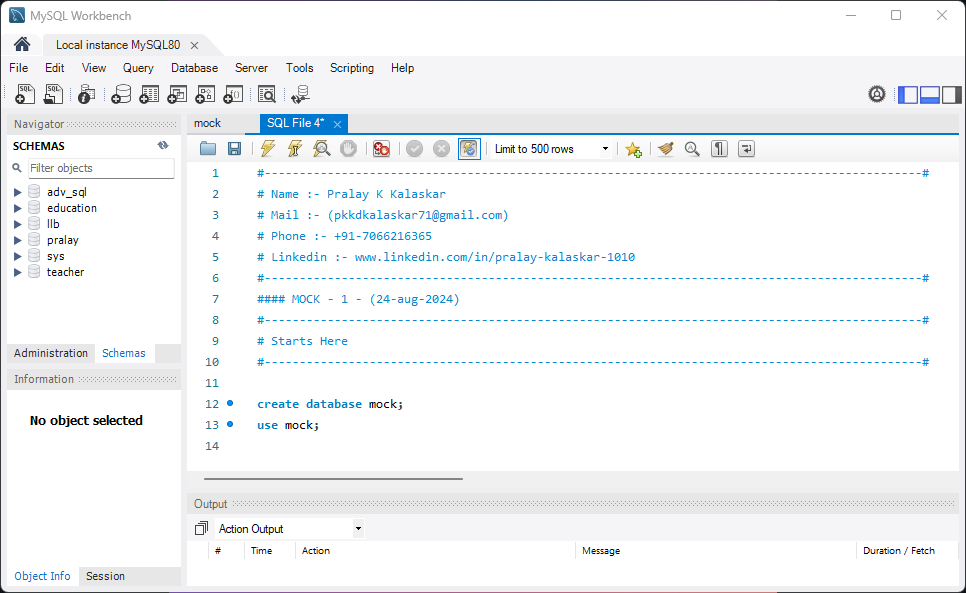 MySQL Workbench
Local instance MySQL80
File Edit View Query Database Server Tools Scripting Help
Navigator
SCHEMAS
Filter objects
adv_sql
education
llb
pralay
sys
teacher
Administration Schemas
Information
No object selected
Object Info Session
mock SQL File 4*
Limit to 500 rows
1 #----------------------------------------------------------------------------------------------#
2 # Name :- Pralay K Kalaskar
3 # Mail :- (pkkdkalaskar71@gmail.com)
4 # Phone :- +91-7066216365
5 # Linkedin :- www.linkedin.com/in/pralay-kalaskar-1010
6 #----------------------------------------------------------------------------------------------#
7 #### MOCK - 1 - (24-aug-2024)
8 #----------------------------------------------------------------------------------------------#
9 # Starts Here
10 #----------------------------------------------------------------------------------------------#
11
12 create database mock;
13 use mock;
14
Output
Action Output
# Time Action Message Duration / Fetch